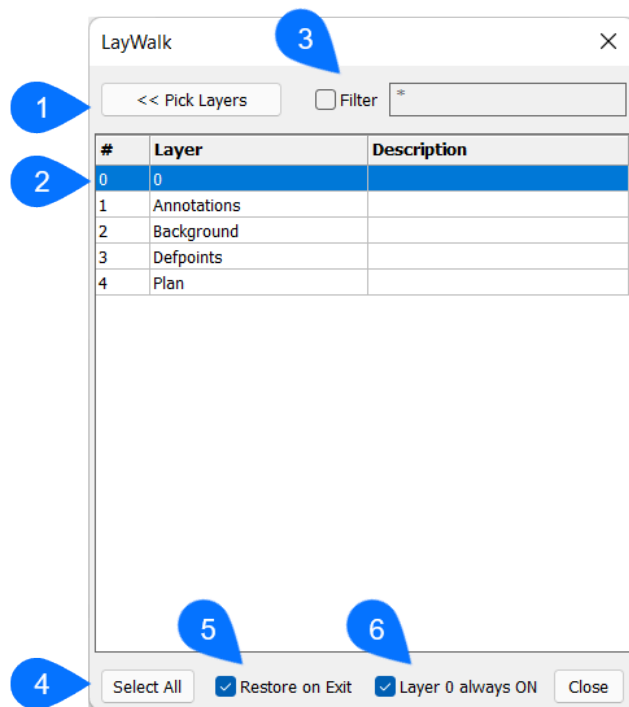 LayWalk
3
1
<< Pick Layers
Filter
*
# Layer Description
2
0 0
1 Annotations
2 Background
3 Defpoints
4 Plan
5
6
4
Select All
Restore on Exit
Layer 0 always ON
Close